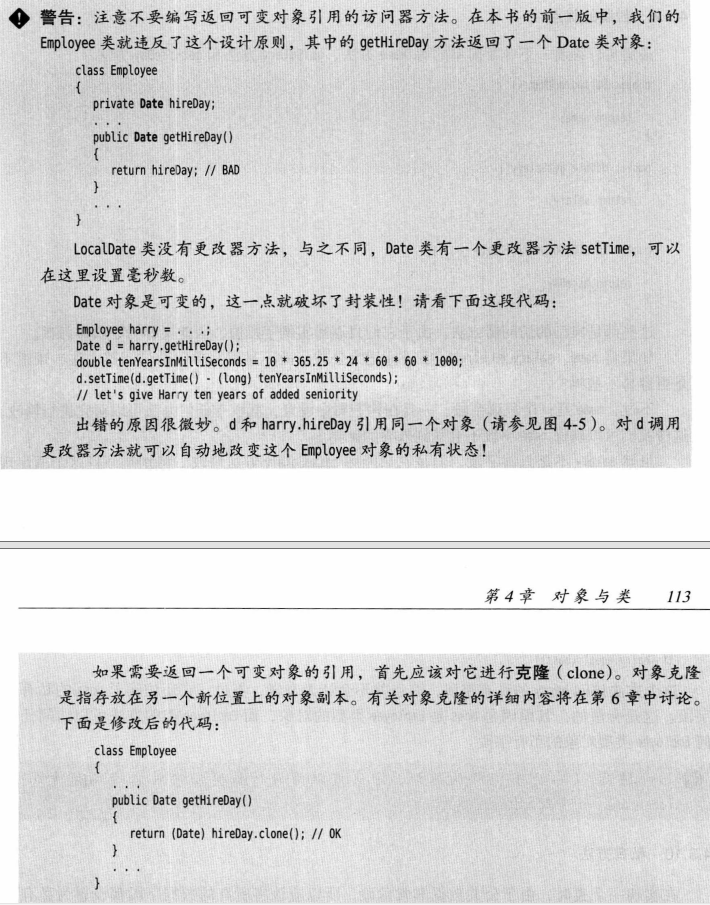 警告：注意不要编写返回可变对象引用的访问器方法。在本书的前一版中，我们的
Employee 类就违反了这个设计原则，其中的 getHireDay 方法返回了一个 Date 类对象：
class Employee
{
private Date hireDay;
. . .
public Date getHireDay()
{
return hireDay; // BAD
}
. . .
}
LocalDate 类没有更改器方法，与之不同，Date 类有一个更改器方法 setTime，可以
在这里设置毫秒数。
Date 对象是可变的，这一点就破坏了封装性！请看下面这段代码：
Employee harry = . . .;
Date d = harry.getHireDay();
double tenYearsInMilliSeconds = 10 * 365.25 * 24 * 60 * 60 * 1000;
d.setTime(d.getTime() - (long) tenYearsInMilliSeconds);
// let's give Harry ten years of added seniority
出错的原因很微妙。d 和 harry.hireDay 引用同一个对象（请参见图 4-5）。对 d 调用
更改器方法就可以自动地改变这个 Employee 对象的私有状态！
第 4 章 对象与类 113
如果需要返回一个可变对象的引用，首先应该对它进行克隆（clone）。对象克隆
是指存放在另一个新位置上的对象副本。有关对象克隆的详细内容将在第 6 章中讨论。
下面是修改后的代码：
class Employee
{
. . .
public Date getHireDay()
{
return (Date) hireDay.clone(); // OK
}
. . .
}